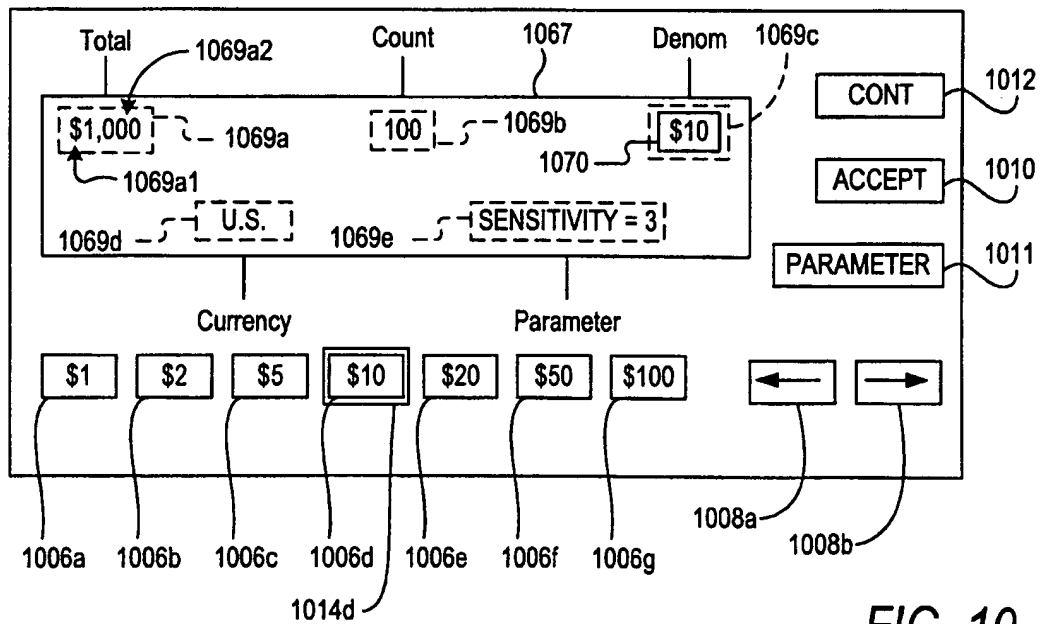 Total Count 1067 Denom 1069c
1069a2
1012
CONT
$1,000 1069a 100 1069b $10
1070
1069a1
1010
ACCEPT
1069d U.S. 1069e SENSITIVITY = 3
1011
PARAMETER
Currency Parameter
$1 $2 $5 $10 $20 $50 $100
1008a
1008b
1006a 1006b 1006c 1006d 1006e 1006f 1006g
1014d
FIG. 10